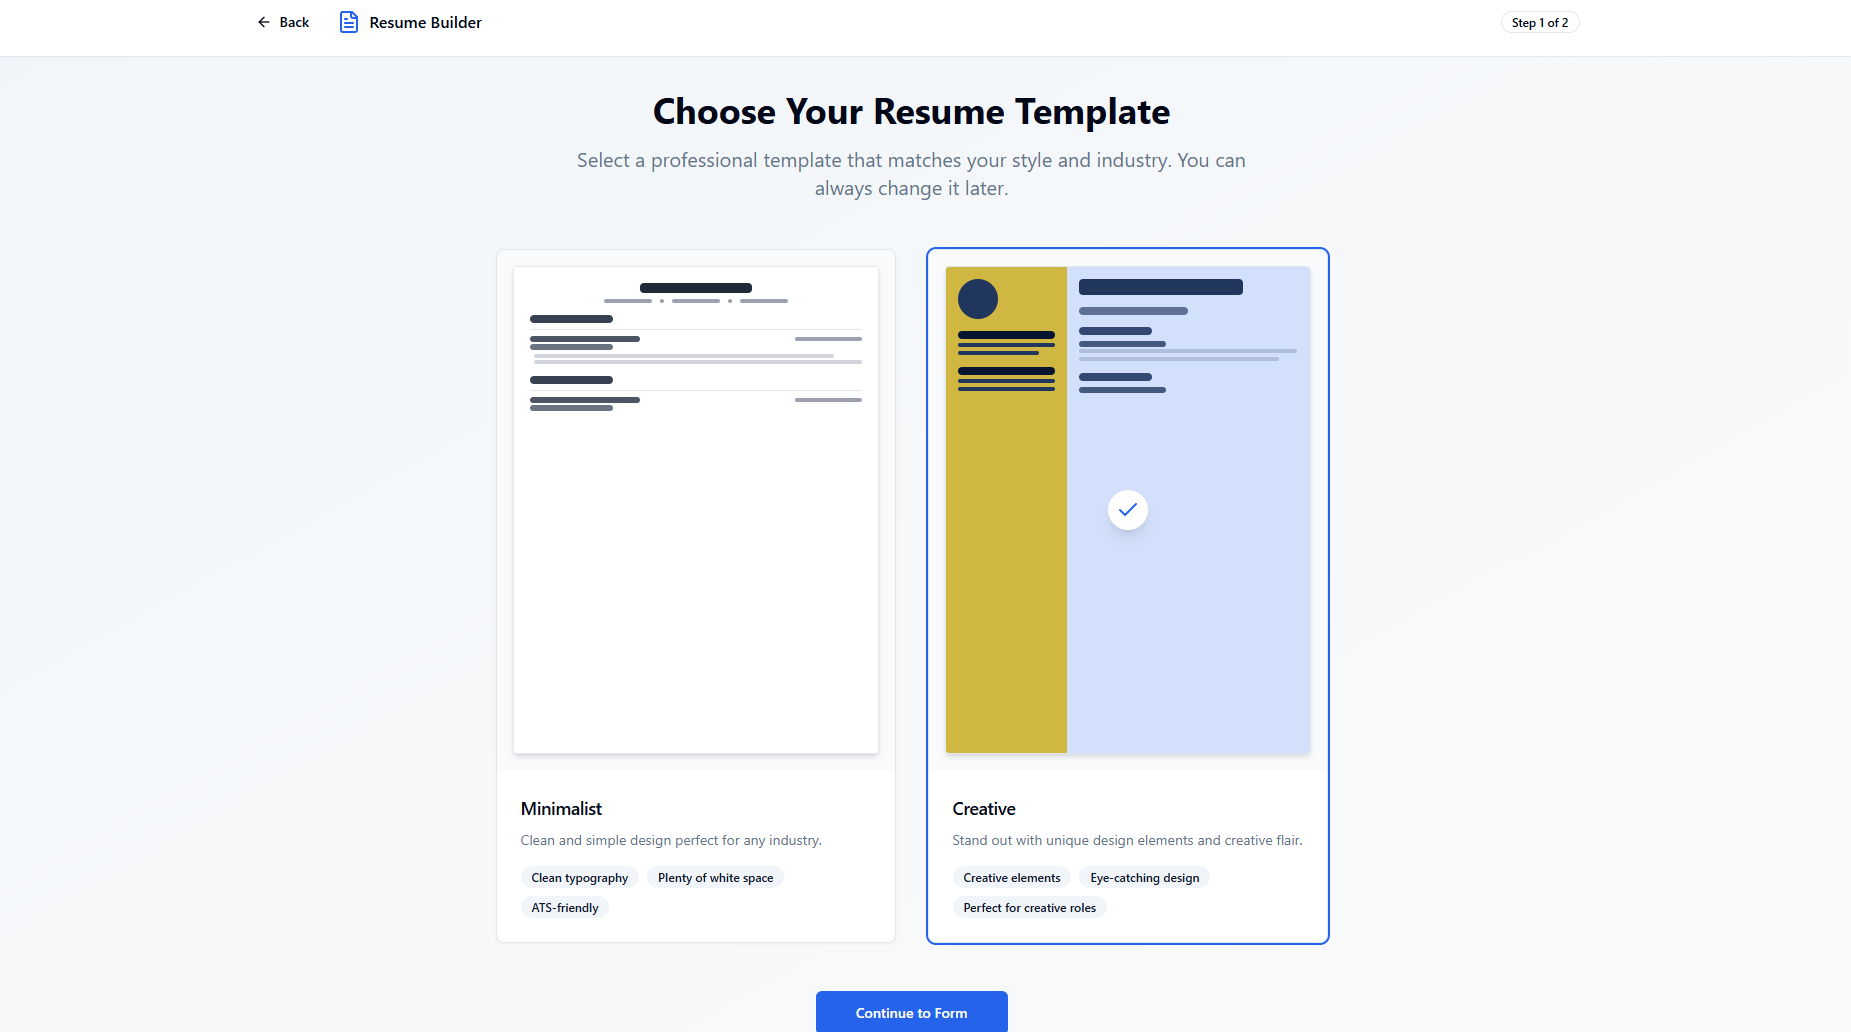 Back
Resume Builder
Step 1 of 2
Choose Your Resume Template
Select a professional template that matches your style and industry. You can
always change it later.
Minimalist
Clean and simple design perfect for any industry.
Clean typography
Plenty of white space
ATS-friendly
Creative
Stand out with unique design elements and creative flair.
Creative elements
Eye-catching design
Perfect for creative roles
Continue to Form